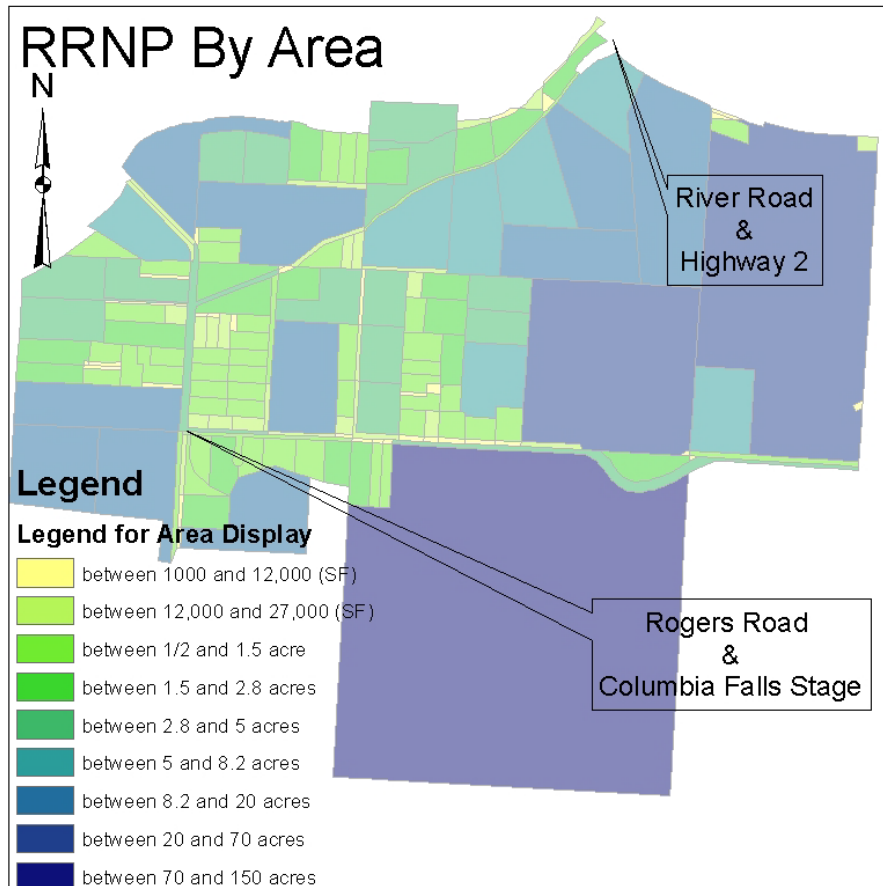 RRNP By Area
N
River Road
&
Highway 2
Rogers Road
&
Columbia Falls Stage
Legend
Legend for Area Display
between 1000 and 12,000 (SF)
between 12,000 and 27,000 (SF)
between 1/2 and 1.5 acre
between 1.5 and 2.8 acres
between 2.8 and 5 acres
between 5 and 8.2 acres
between 8.2 and 20 acres
between 20 and 70 acres
between 70 and 150 acres